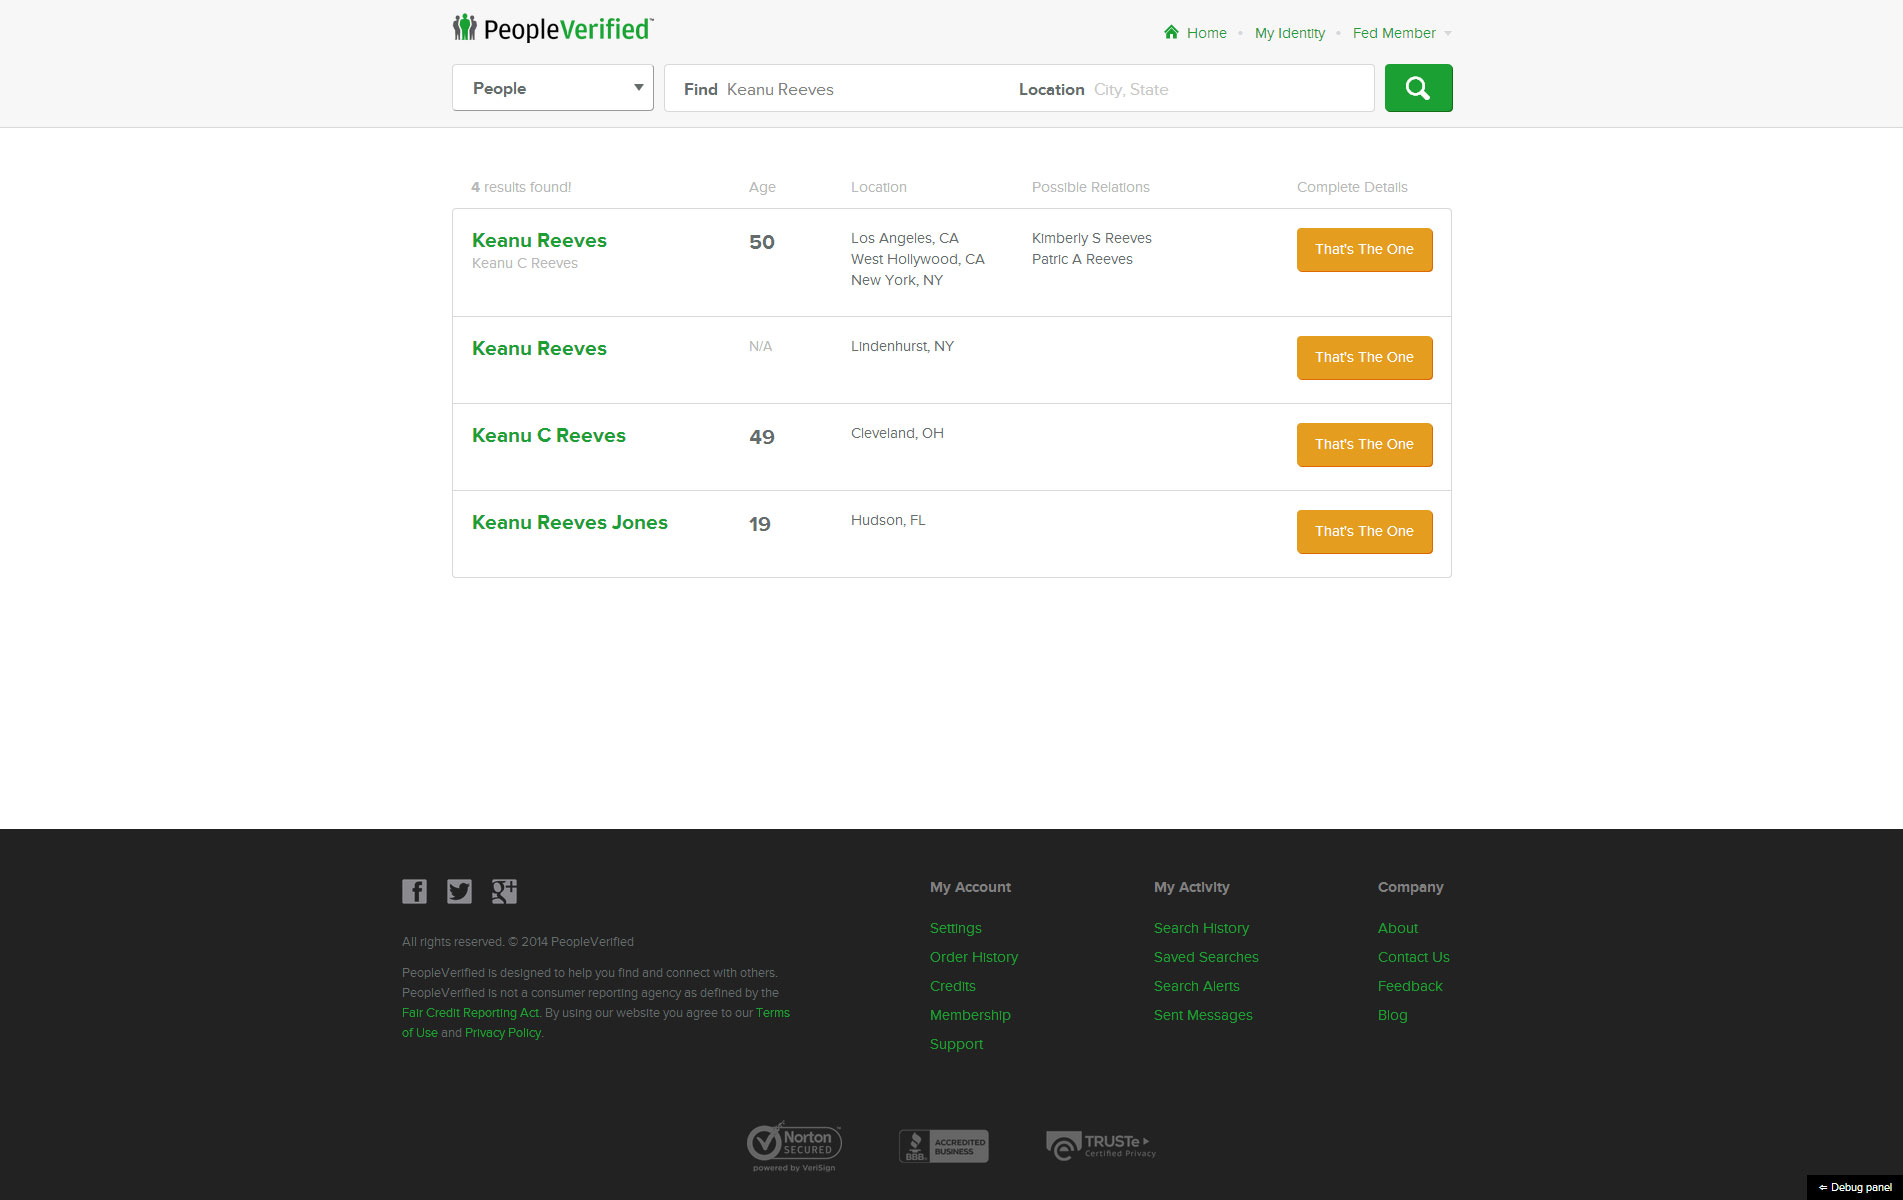 PeopleVerified™
Home • My Identity • Fed Member
People
Find Keanu Reeves Location City, State
4 results found! Age Location Possible Relations Complete Details
Keanu Reeves 50 Los Angeles, CA Kimberly S Reeves That's The One
Keanu C Reeves West Hollywood, CA Patric A Reeves
New York, NY
Keanu Reeves N/A Lindenhurst, NY That's The One
Keanu C Reeves 49 Cleveland, OH That's The One
Keanu Reeves Jones 19 Hudson, FL That's The One
All rights reserved. © 2014 PeopleVerified
PeopleVerified is designed to help you find and connect with others.
PeopleVerified is not a consumer reporting agency as defined by the
Fair Credit Reporting Act. By using our website you agree to our Terms
of Use and Privacy Policy.
My Account
Settings
Order History
Credits
Membership
Support
My Activity
Search History
Saved Searches
Search Alerts
Sent Messages
Company
About
Contact Us
Feedback
Blog
Norton
SECURED
powered by VeriSign
BBB
ACCREDITED
BUSINESS
TRUSTe
Certified Privacy
⇐ Debug panel